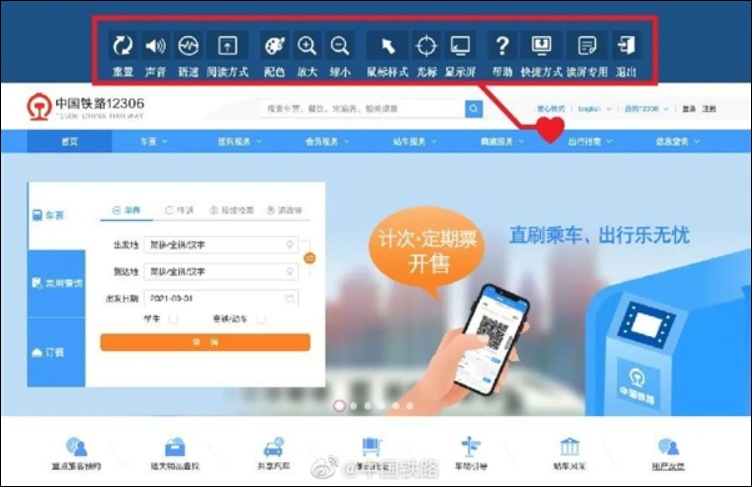 重置 声音 语速 阅读方式 配色 放大 缩小 鼠标样式 光标 显示屏 帮助 快捷方式 读屏专用 退出
中国铁路12306
12306 CHINA RAILWAY
搜索车票、餐饮、常旅客、相关规章
爱心模式 English 我的12306 登录 注册
首页 车票 团购服务 会员服务 站车服务 商旅服务 出行指南 信息查询
车票
常用查询
订餐
单程 往返 接续换乘 退改签
出发地 简拼/全拼/汉字
到达地 简拼/全拼/汉字
出发日期 2021-09-01
学生 高铁/动车
查 询
计次·定期票
开售
直刷乘车、出行乐无忧
中国铁路
重点旅客预约 遗失物品查找 共享汽车 车站引导 站车风采 用户反馈
@中国铁路